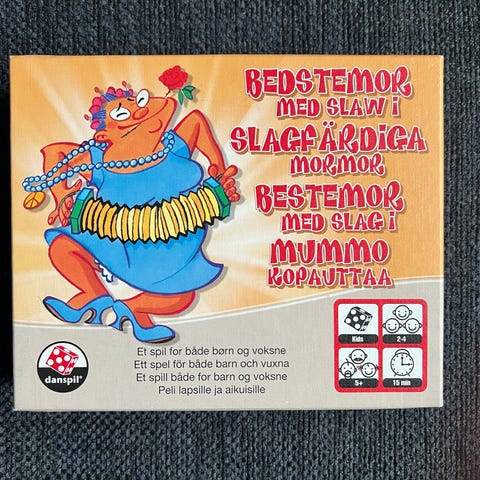 BEDSTEMOR
MED SLAW I
SLAGFÄRDIGA
MORMOR
BESTEMOR
MED SLAG I
MUMMO
KOPAUTTAA
Et spil for både børn og voksne
Ett spel för både barn och vuxna
Et spill både for barn og voksne
Peli lapsille ja aikuisille
danspil®
Kids
2-4
5+
15 min